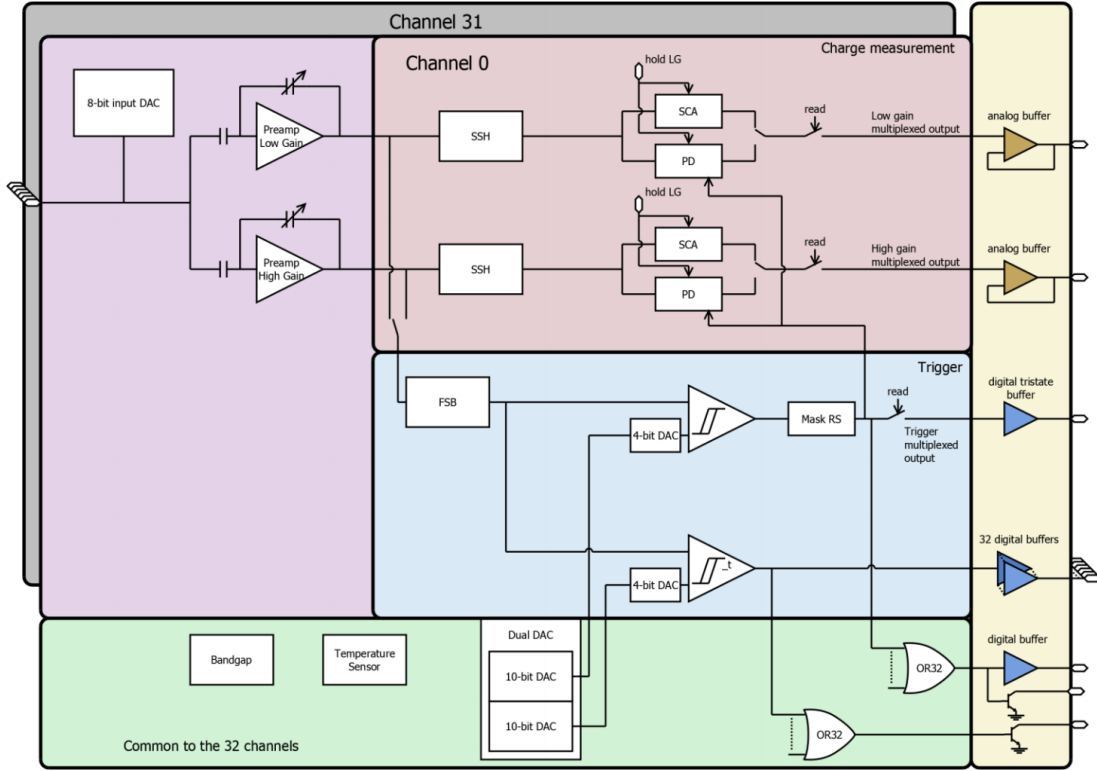 Channel 31
Channel 0
Charge measurement
8-bit input DAC
Preamp
Low Gain
SSH
hold LG
SCA
PD
read
Low gain
multiplexed output
analog buffer
Preamp
High Gain
SSH
hold LG
SCA
PD
read
High gain
multiplexed output
analog buffer
Trigger
FSB
4-bit DAC
Mask RS
read
Trigger
multiplexed
output
digital tristate
buffer
4-bit DAC
_t
32 digital buffers
Bandgap
Temperature
Sensor
Dual DAC
10-bit DAC
10-bit DAC
OR32
digital buffer
OR32
Common to the 32 channels